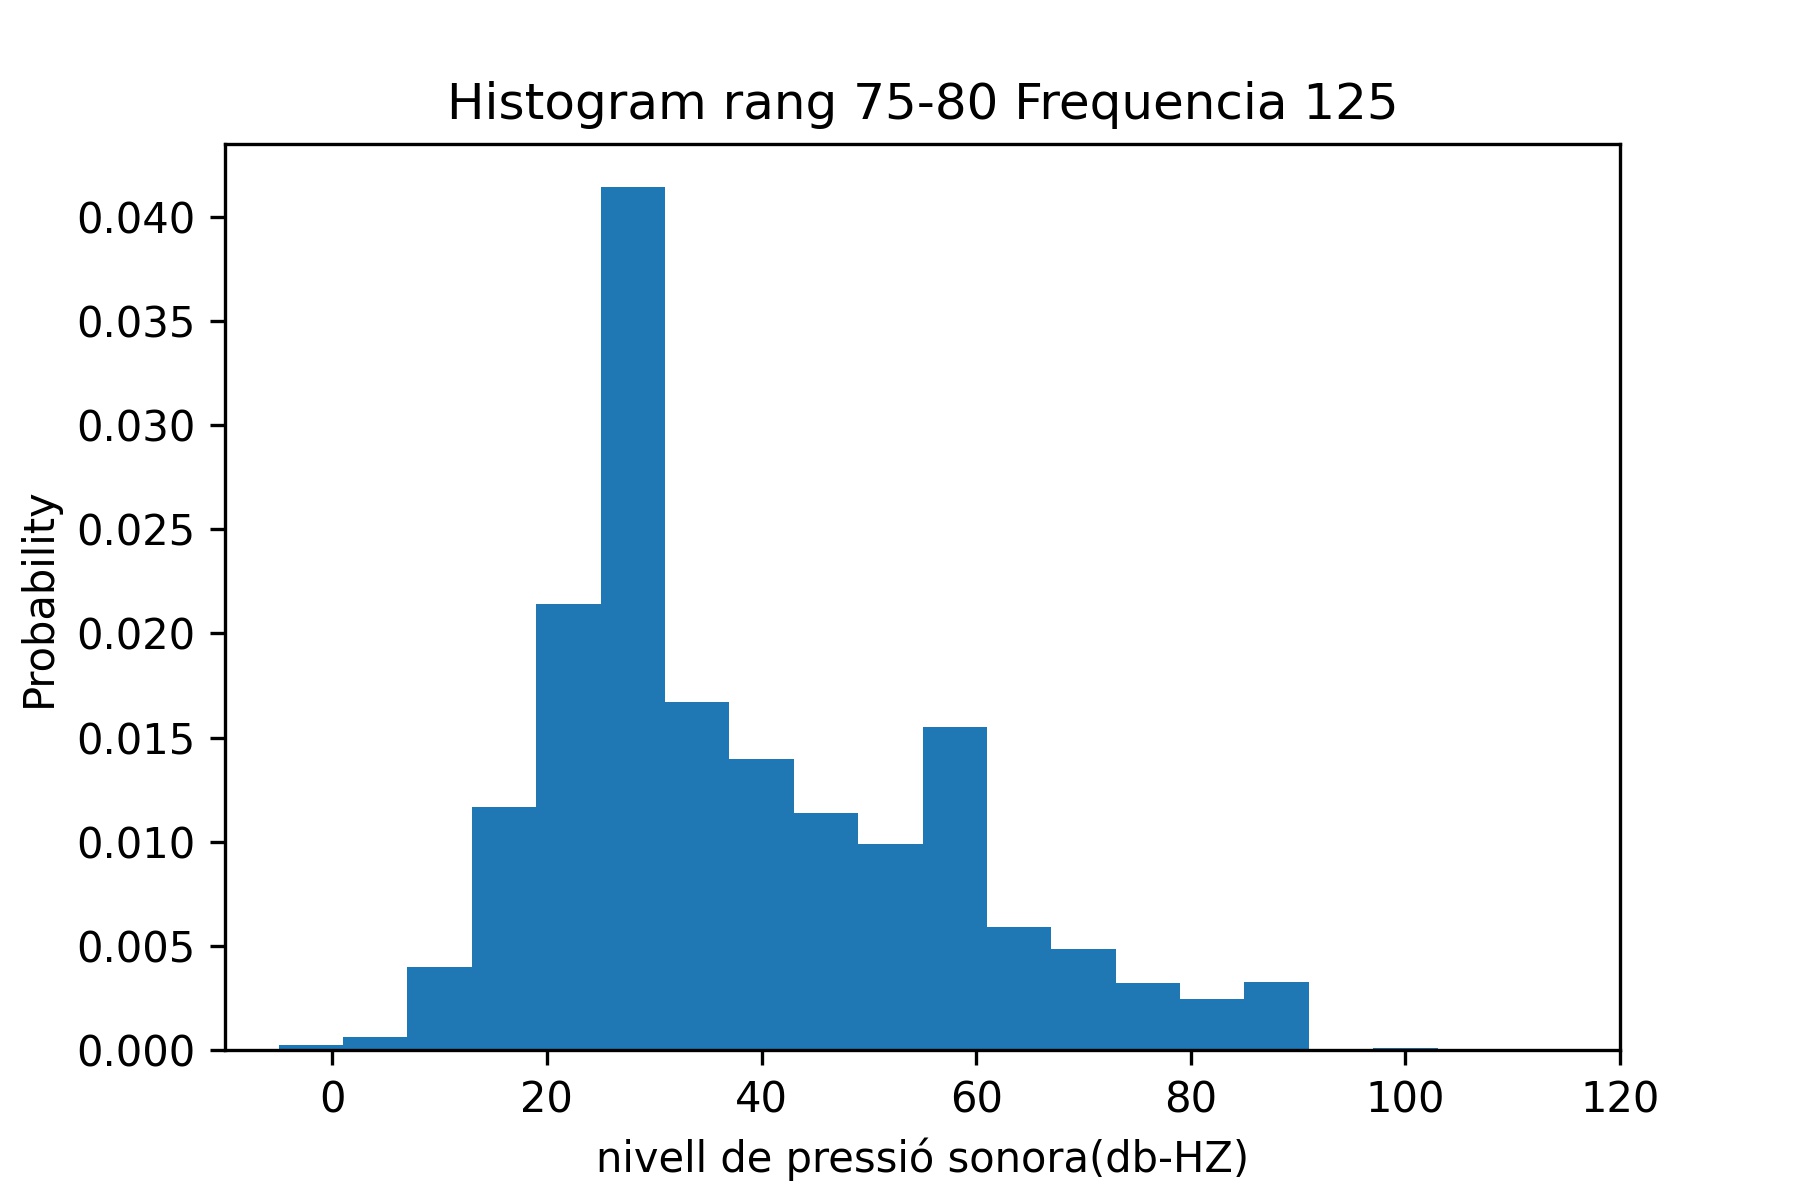 Histogram rang 75-80 Frequencia 125
Probability
0.040
0.035
0.030
0.025
0.020
0.015
0.010
0.005
0.000
0 20 40 60 80 100 120
nivell de pressió sonora(db-HZ)